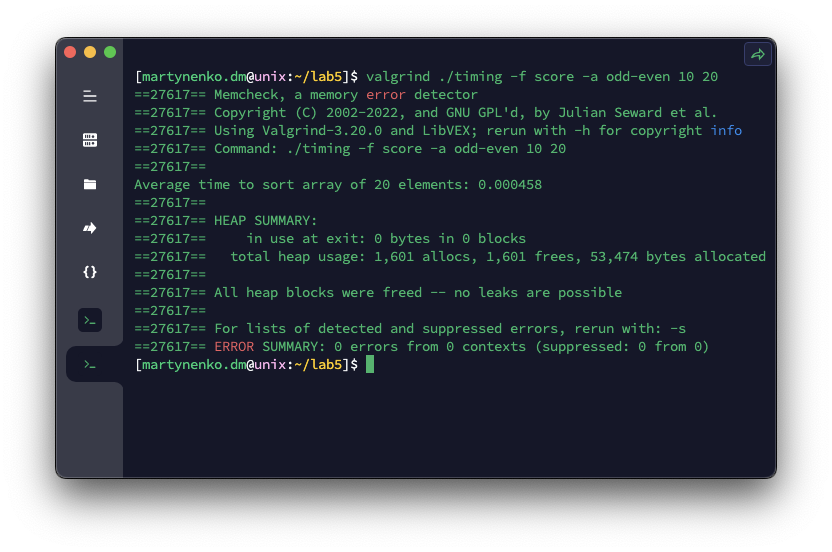 [martynenko.dm@unix:~/lab5]$ valgrind ./timing -f score -a odd-even 10 20
==27617== Memcheck, a memory error detector
==27617== Copyright (C) 2002-2022, and GNU GPL'd, by Julian Seward et al.
==27617== Using Valgrind-3.20.0 and LibVEX; rerun with -h for copyright info
==27617== Command: ./timing -f score -a odd-even 10 20
==27617==
Average time to sort array of 20 elements: 0.000458
==27617==
==27617== HEAP SUMMARY:
==27617==     in use at exit: 0 bytes in 0 blocks
==27617==   total heap usage: 1,601 allocs, 1,601 frees, 53,474 bytes allocated
==27617==
==27617== All heap blocks were freed -- no leaks are possible
==27617==
==27617== For lists of detected and suppressed errors, rerun with: -s
==27617== ERROR SUMMARY: 0 errors from 0 contexts (suppressed: 0 from 0)
[martynenko.dm@unix:~/lab5]$